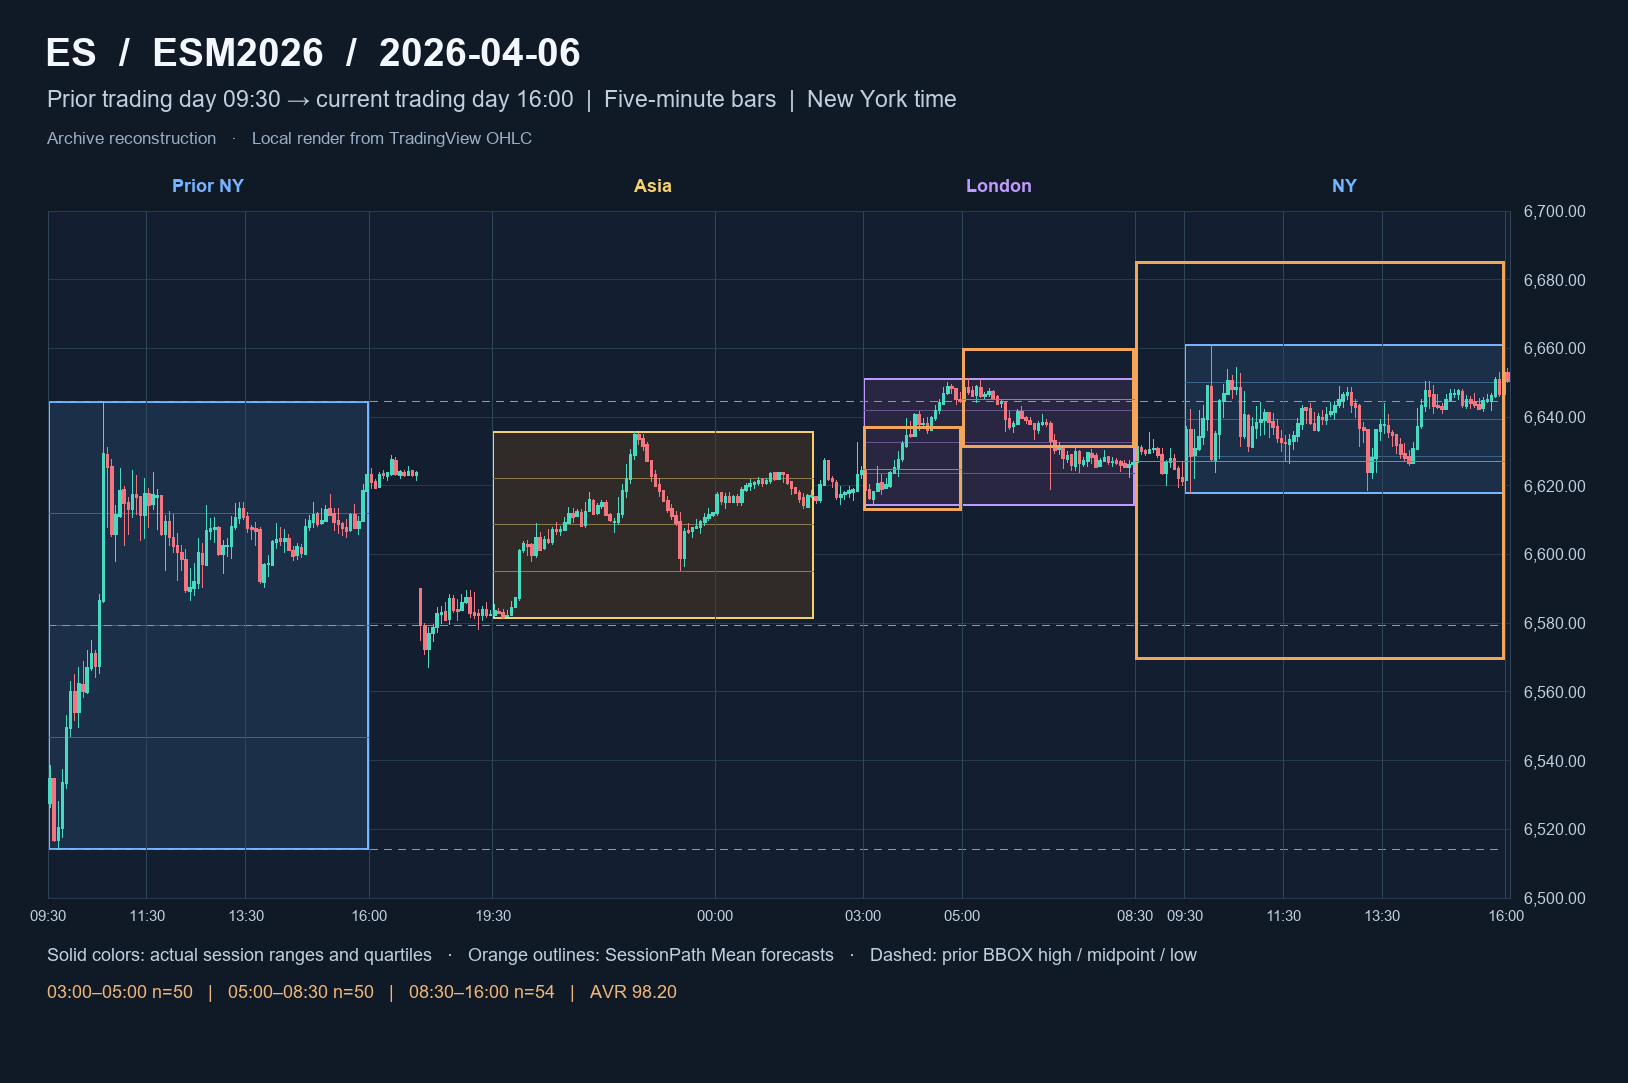 ES / ESM2026 / 2026-04-06
Prior trading day 09:30 → current trading day 16:00 | Five-minute bars | New York time
Archive reconstruction · Local render from TradingView OHLC
Prior NY Asia London NY
6,700.00
6,680.00
6,660.00
6,640.00
6,620.00
6,600.00
6,580.00
6,560.00
6,540.00
6,520.00
6,500.00
09:30 11:30 13:30 16:00 19:30 00:00 03:00 05:00 08:30 09:30 11:30 13:30 16:00
Solid colors: actual session ranges and quartiles · Orange outlines: SessionPath Mean forecasts · Dashed: prior BBOX high / midpoint / low
03:00–05:00 n=50 | 05:00–08:30 n=50 | 08:30–16:00 n=54 | AVR 98.20